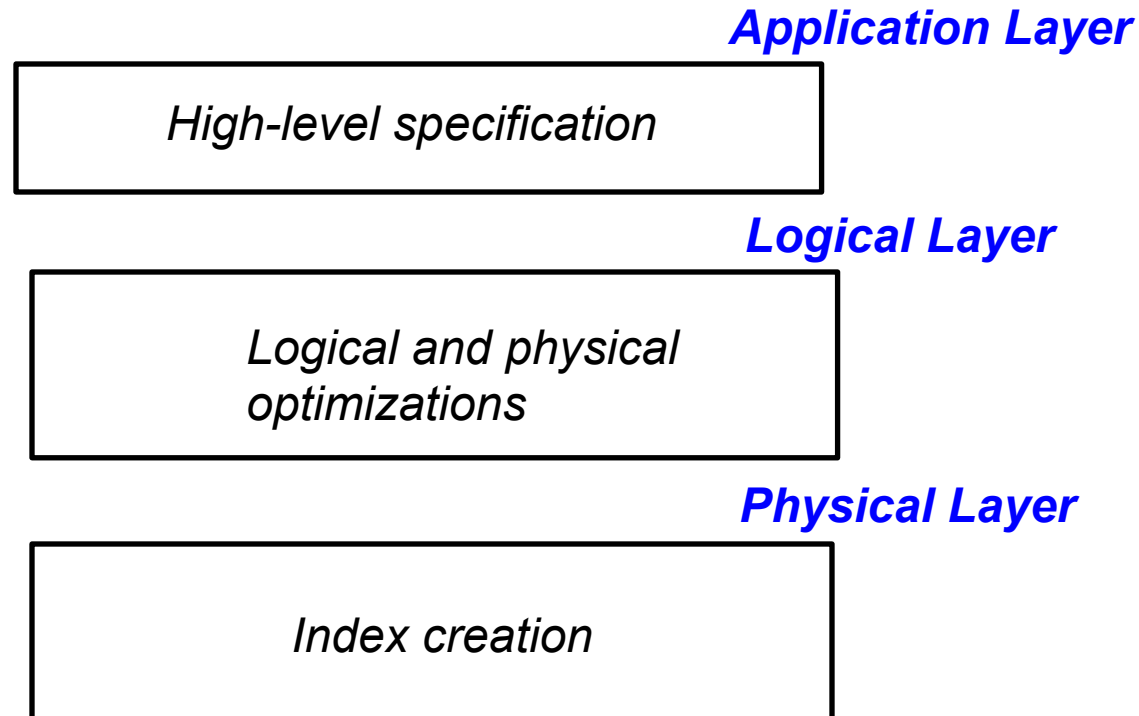 Application Layer
High-level specification
Logical Layer
Logical and physical
optimizations
Physical Layer
Index creation